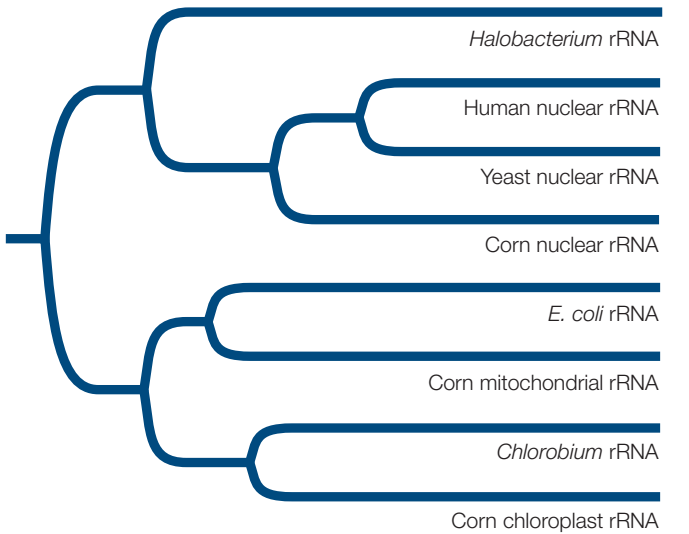 Halobacterium rRNA
Human nuclear rRNA
Yeast nuclear rRNA
Corn nuclear rRNA
E. coli rRNA
Corn mitochondrial rRNA
Chlorobium rRNA
Corn chloroplast rRNA